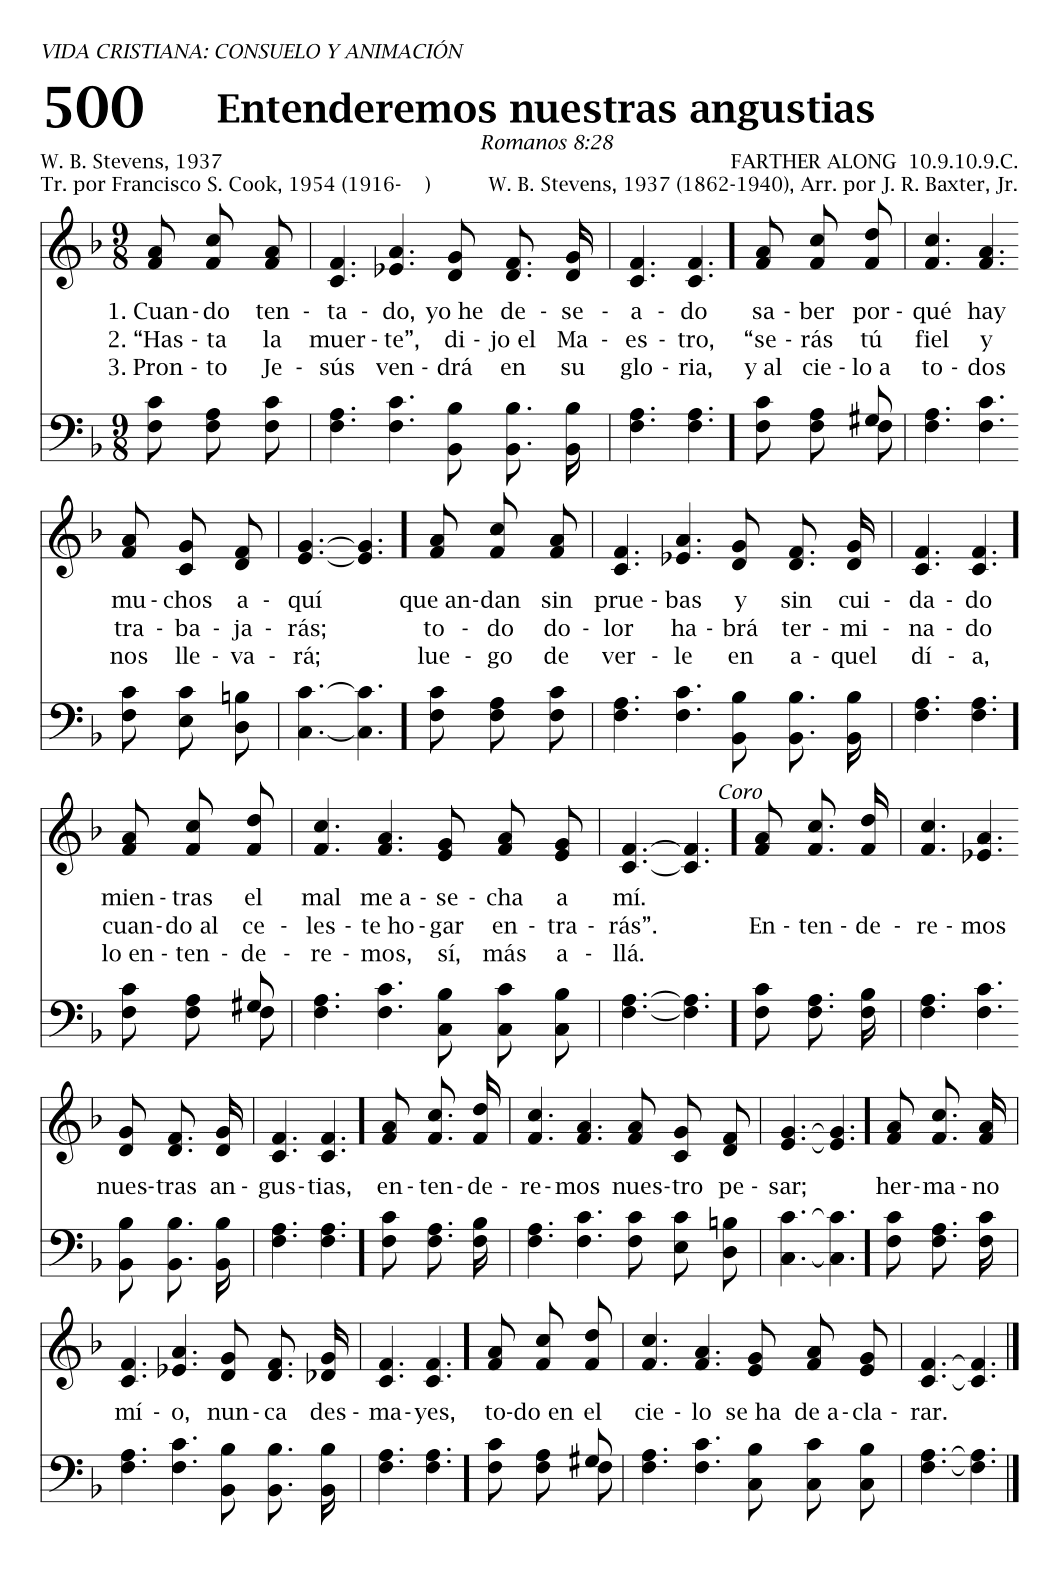 VIDA CRISTIANA: CONSUELO Y ANIMACIÓN
500 Entenderemos nuestras angustias
Romanos 8:28
W. B. Stevens, 1937 FARTHER ALONG 10.9.10.9.C.
Tr. por Francisco S. Cook, 1954 (1916- ) W. B. Stevens, 1937 (1862-1940), Arr. por J. R. Baxter, Jr.
9
8
1. Cuan - do ten - ta - do, yo he de - se - a - do sa - ber por - qué hay
2. “Has - ta la muer - te”, di - jo el Ma - es - tro, “se - rás tú fiel y
3. Pron - to Je - sús ven - drá en su glo - ria, y al cie - lo a to - dos
9
8
mu - chos a - quí que an - dan sin prue - bas y sin cui - da - do
tra - ba - ja - rás; to - do do - lor ha - brá ter - mi - na - do
nos lle - va - rá; lue - go de ver - le en a - quel dí - a,
Coro
mien - tras el mal me a - se - cha a mí.
cuan - do al ce - les - te ho - gar en - tra - rás”. En - ten - de - re - mos
lo en - ten - de - re - mos, sí, más a - llá.
nues - tras an - gus - tias, en - ten - de - re - mos nues - tro pe - sar; her - ma - no
mí - o, nun - ca des - ma - yes, to - do en el cie - lo se ha de a - cla - rar.